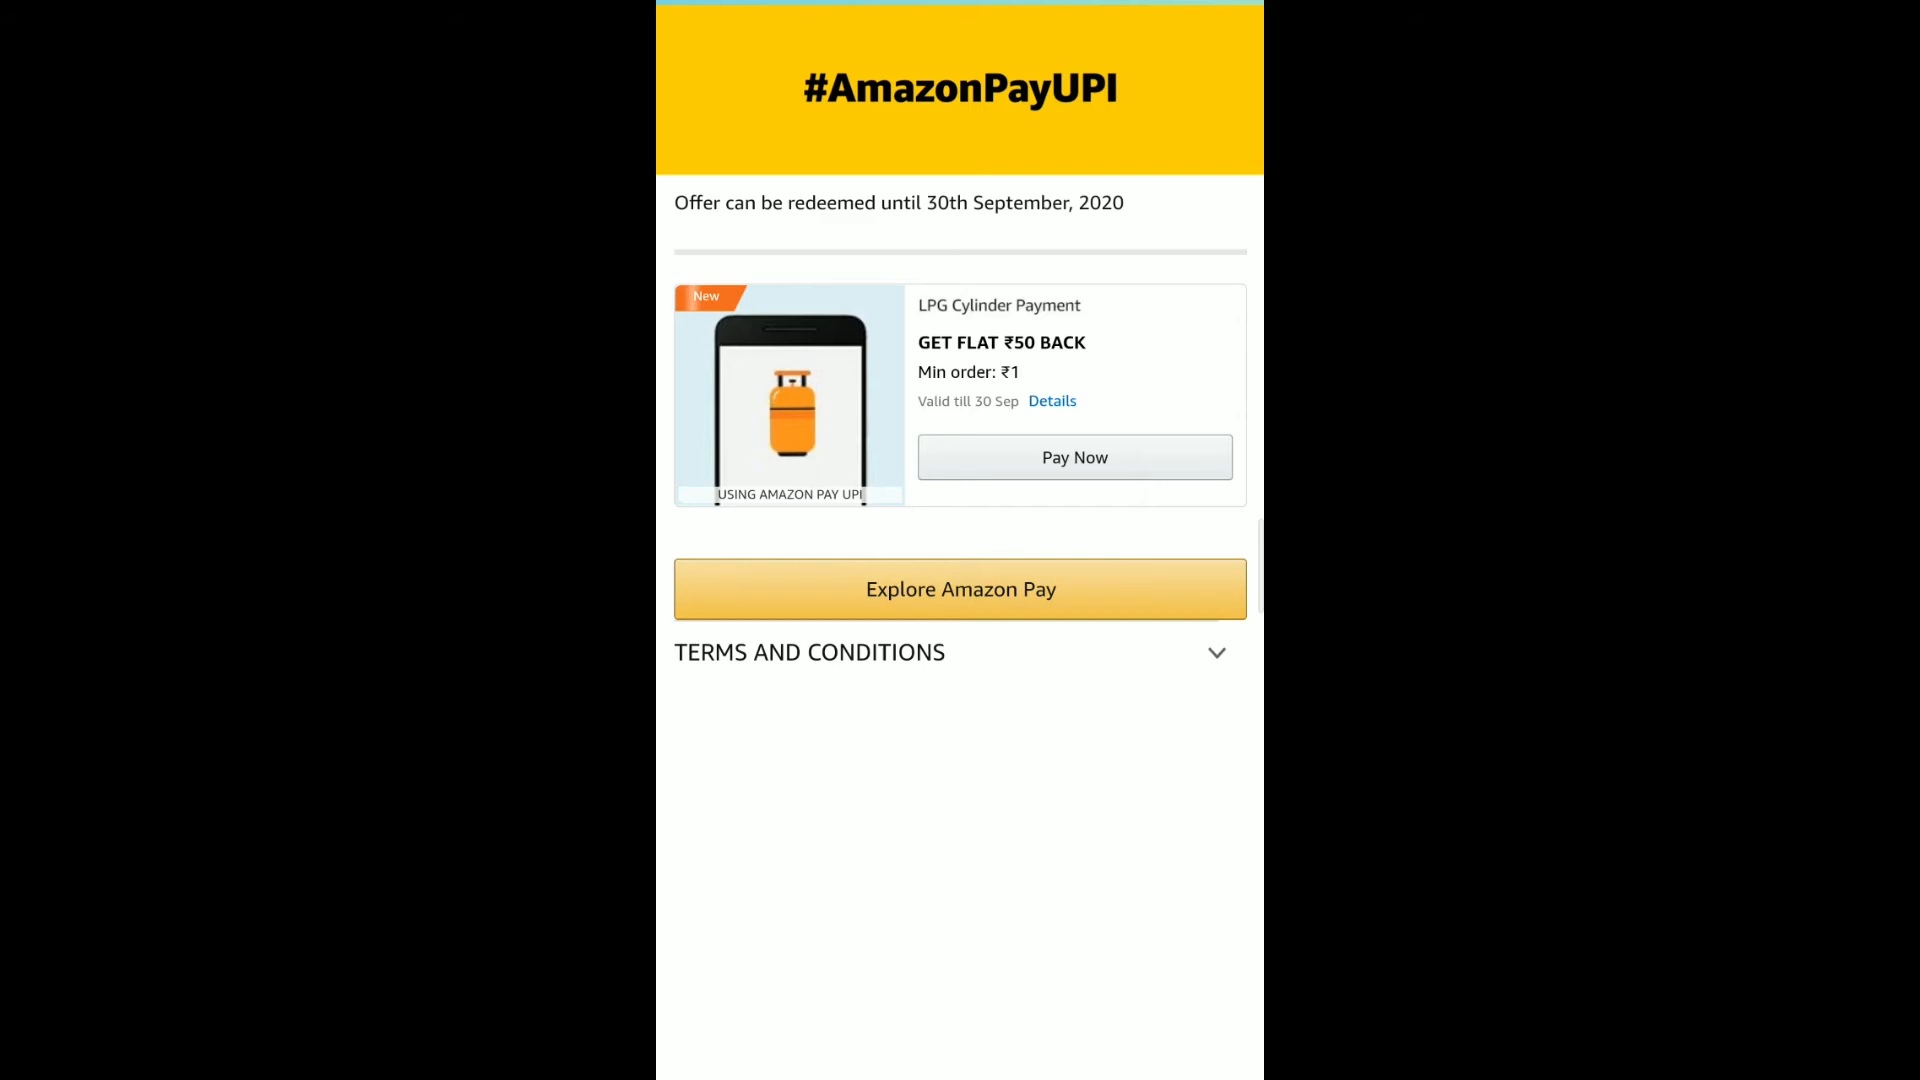 #AmazonPayUPI
Offer can be redeemed until 30th September, 2020
New
LPG Cylinder Payment
GET FLAT ₹50 BACK
Min order: ₹1
Valid till 30 Sep Details
Pay Now
USING AMAZON PAY UPI
Explore Amazon Pay
TERMS AND CONDITIONS